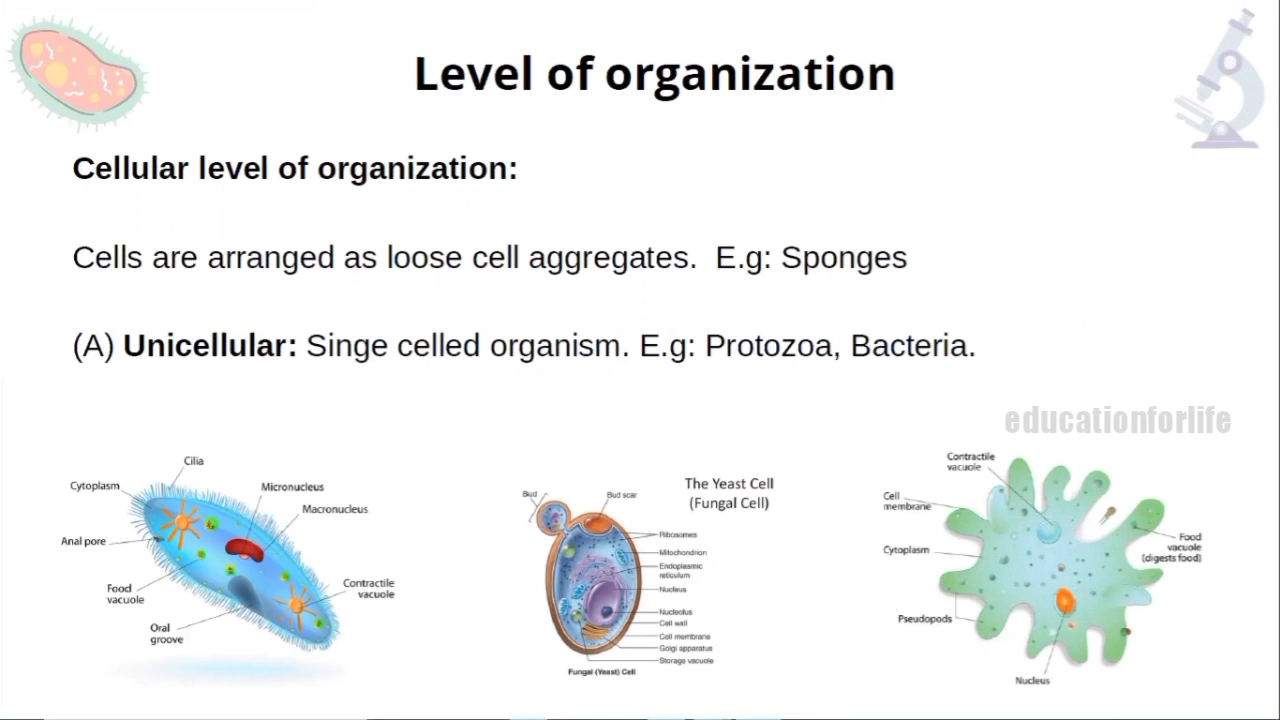 Level of organization
Cellular level of organization:
Cells are arranged as loose cell aggregates.  E.g: Sponges
(A) Unicellular: Singe celled organism. E.g: Protozoa, Bacteria.
educationforlife
Cilia
Cytoplasm
Micronucleus
Macronucleus
Anal pore
Food
vacuole
Contractile
vacuole
Oral
groove
The Yeast Cell
(Fungal Cell)
Bud
Bud scar
Ribosomes
Mitochondrion
Endoplasmic
reticulum
Nucleus
Nucleolus
Cell wall
Cell membrane
Golgi apparatus
Storage vacuole
Fungal (Yeast) Cell
Contractile
vacuole
Cell
membrane
Cytoplasm
Food
vacuole
(digests food)
Pseudopods
Nucleus